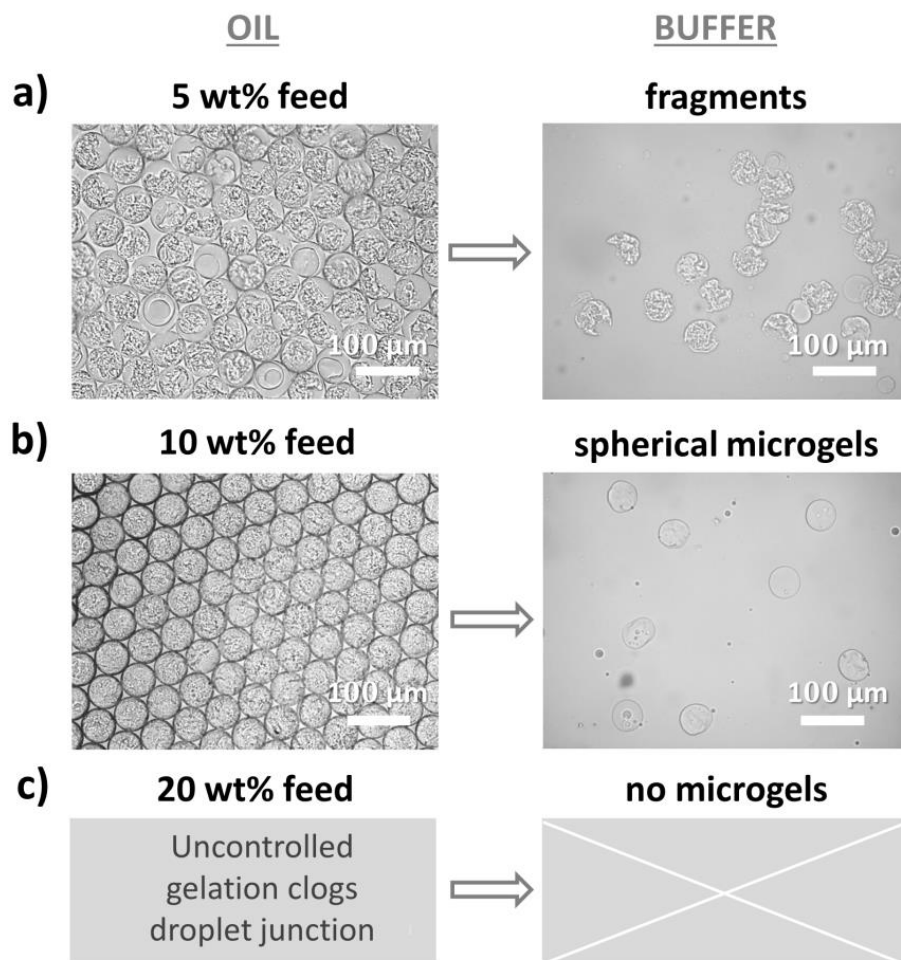 OIL
BUFFER
a)
5 wt% feed
fragments
100 µm
100 µm
b)
10 wt% feed
spherical microgels
100 µm
100 µm
c)
20 wt% feed
no microgels
Uncontrolled
gelation clogs
droplet junction